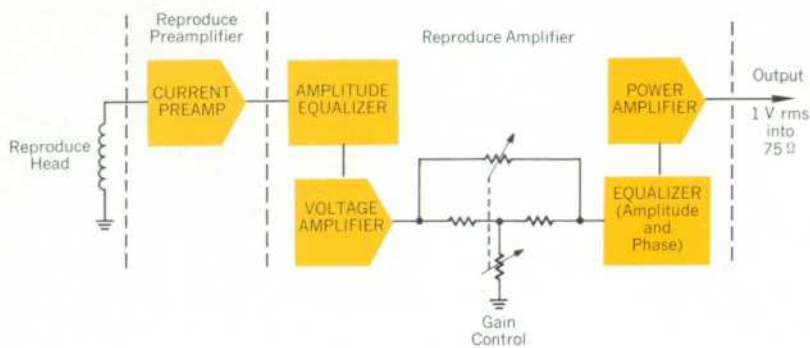 Reproduce
Preamplifier
Reproduce Amplifier
CURRENT
PREAMP
AMPLITUDE
EQUALIZER
POWER
AMPLIFIER
Output
1 V rms
into
75 Ω
Reproduce
Head
VOLTAGE
AMPLIFIER
EQUALIZER
(Amplitude
and
Phase)
Gain
Control